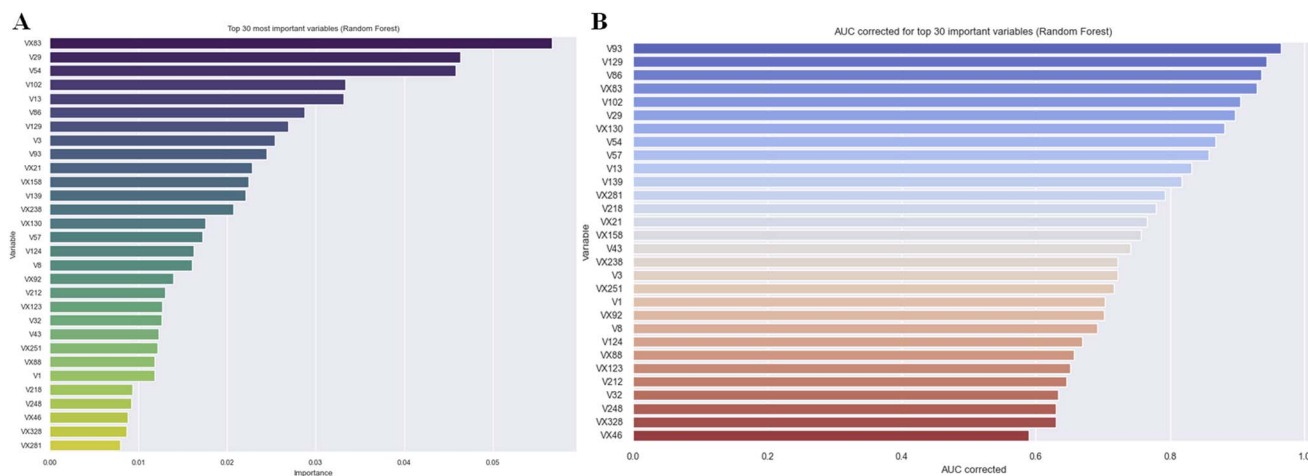 A
Top 30 most important variables (Random Forest)
VX83
V29
V54
V102
V13
V86
V129
V3
V93
VX21
VX158
V139
VX238
VX130
V57
V124
V8
VX92
V212
VX123
V32
V43
VX251
VX88
V1
V218
V248
VX46
VX328
VX281
Variable
0.00 0.01 0.02 0.03 0.04 0.05
Importance
B
AUC corrected for top 30 important variables (Random Forest)
V93
V129
V86
VX83
V102
V29
VX130
V54
V57
V13
V139
VX281
V218
VX21
VX158
V43
VX238
V3
VX251
V1
VX92
V8
V124
VX88
VX123
V212
V32
V248
VX328
VX46
Variable
0.0 0.2 0.4 0.6 0.8 1.0
AUC corrected